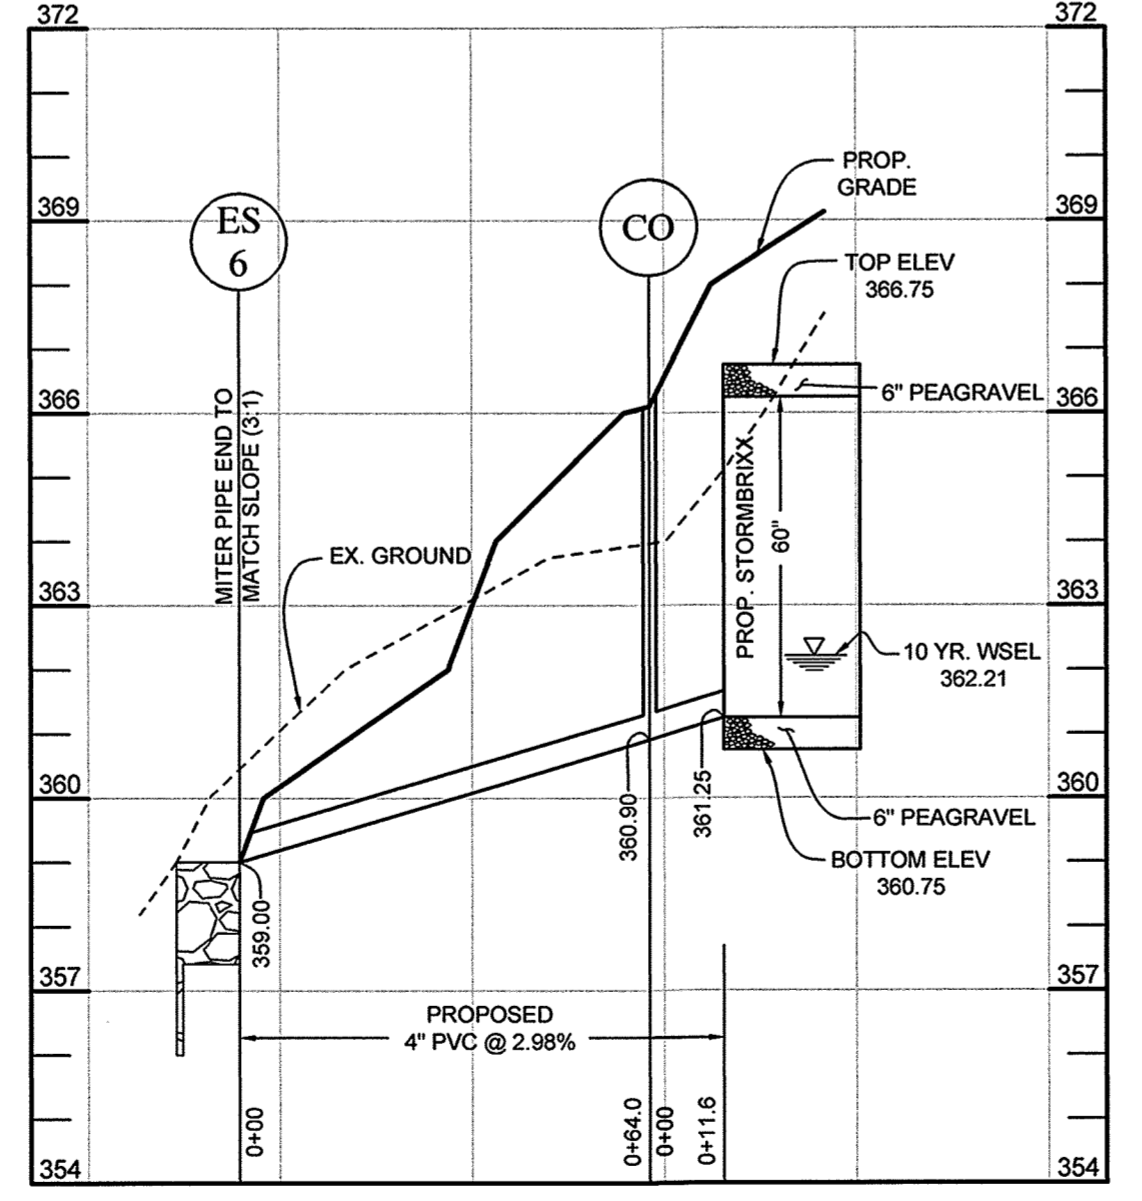 372
372
PROP.
GRADE
369
369
ES
6
CO
TOP ELEV
366.75
MITER PIPE END TO
MATCH SLOPE (3:1)
366
366
6" PEAGRAVEL
PROP. STORMBRIXX
60"
EX. GROUND
363
363
10 YR. WSEL
362.21
360
360
360.90
361.25
6" PEAGRAVEL
BOTTOM ELEV
360.75
359.00
357
357
PROPOSED
4" PVC @ 2.98%
0+00
0+64.0
0+00
0+11.6
354
354